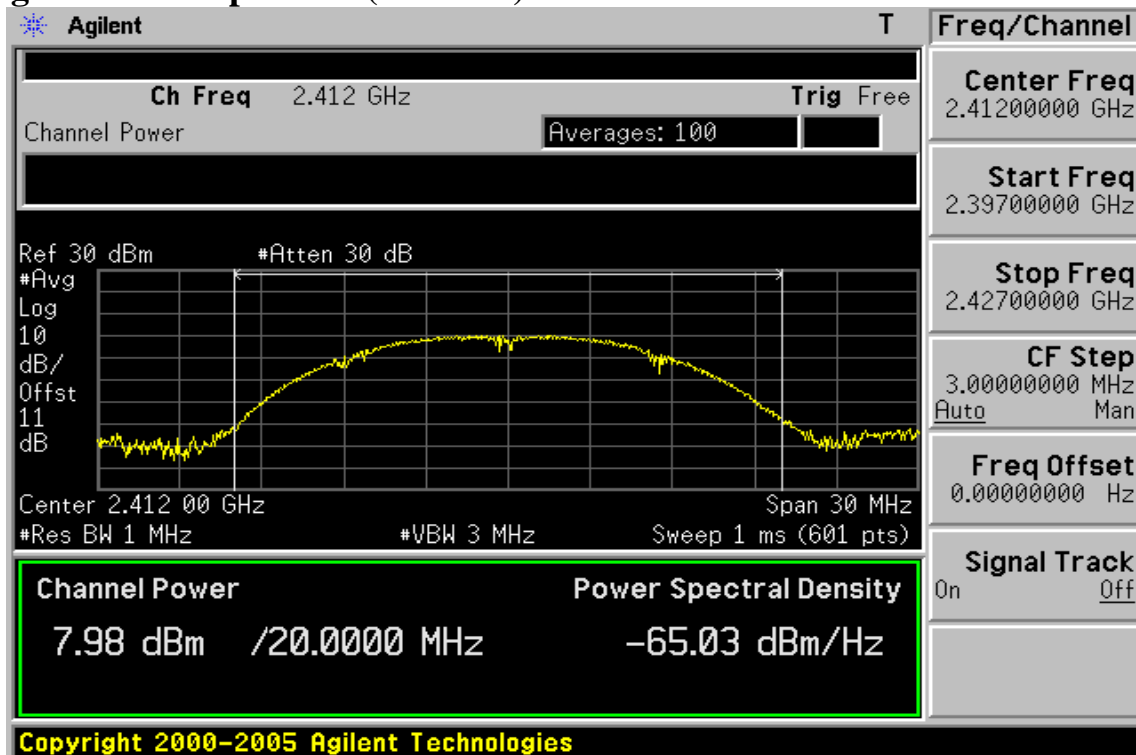 Agilent T
Freq/Channel
Ch Freq 2.412 GHz Trig Free
Channel Power Averages: 100
Ref 30 dBm #Atten 30 dB
#Avg
Log
10
dB/
Offst
11
dB
Center 2.412 00 GHz Span 30 MHz
#Res BW 1 MHz #VBW 3 MHz Sweep 1 ms (601 pts)
Channel Power Power Spectral Density
7.98 dBm /20.0000 MHz -65.03 dBm/Hz
Center Freq
2.41200000 GHz
Start Freq
2.39700000 GHz
Stop Freq
2.42700000 GHz
CF Step
3.00000000 MHz
Auto Man
Freq Offset
0.00000000 Hz
Signal Track
On Off
Copyright 2000-2005 Agilent Technologies